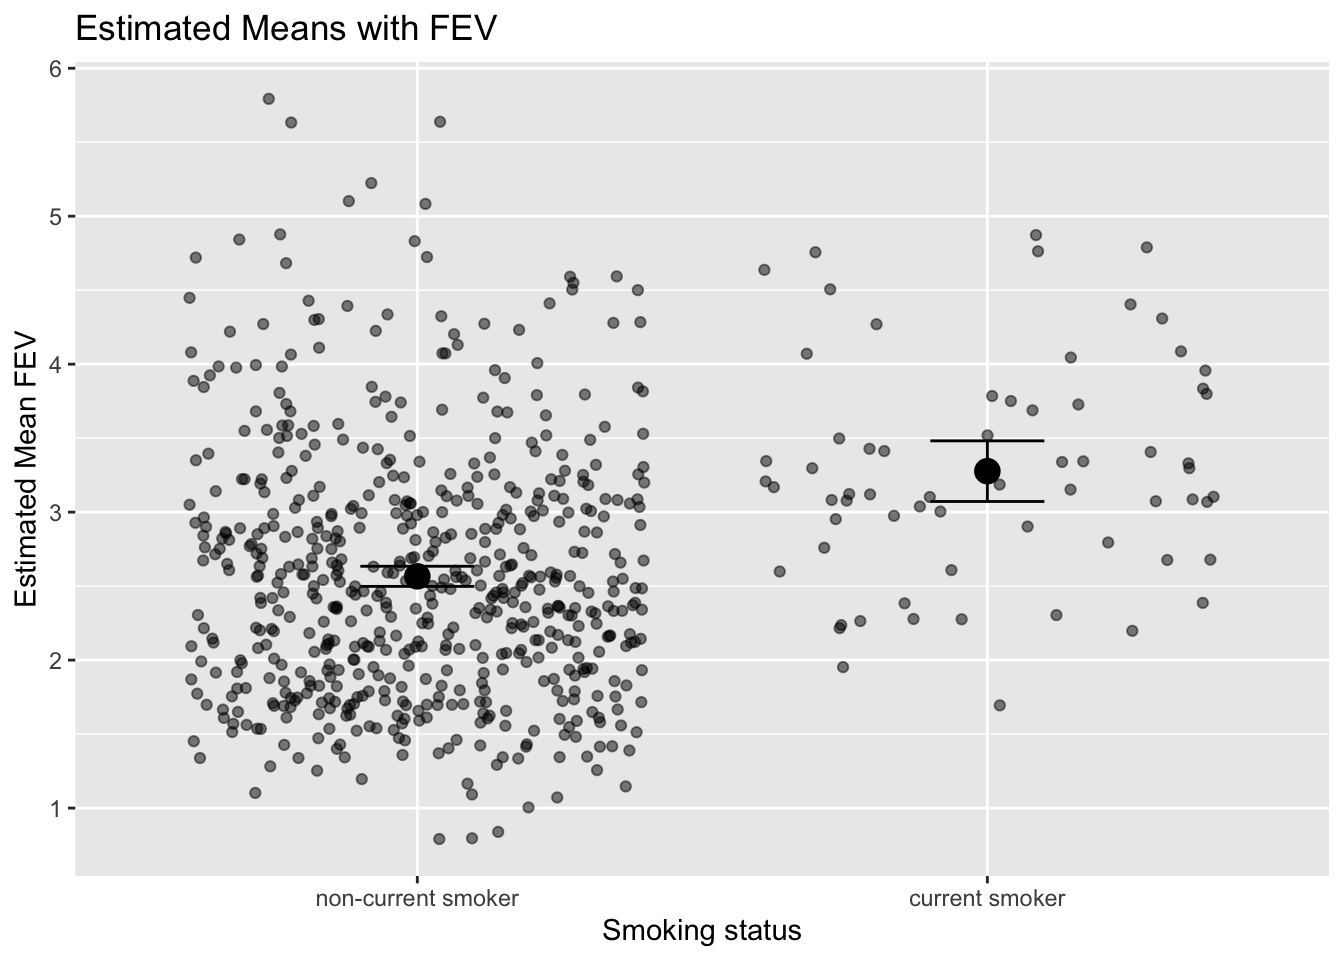 Estimated Means with FEV
Estimated Mean FEV
6
5
4
3
2
1
non-current smoker
current smoker
Smoking status